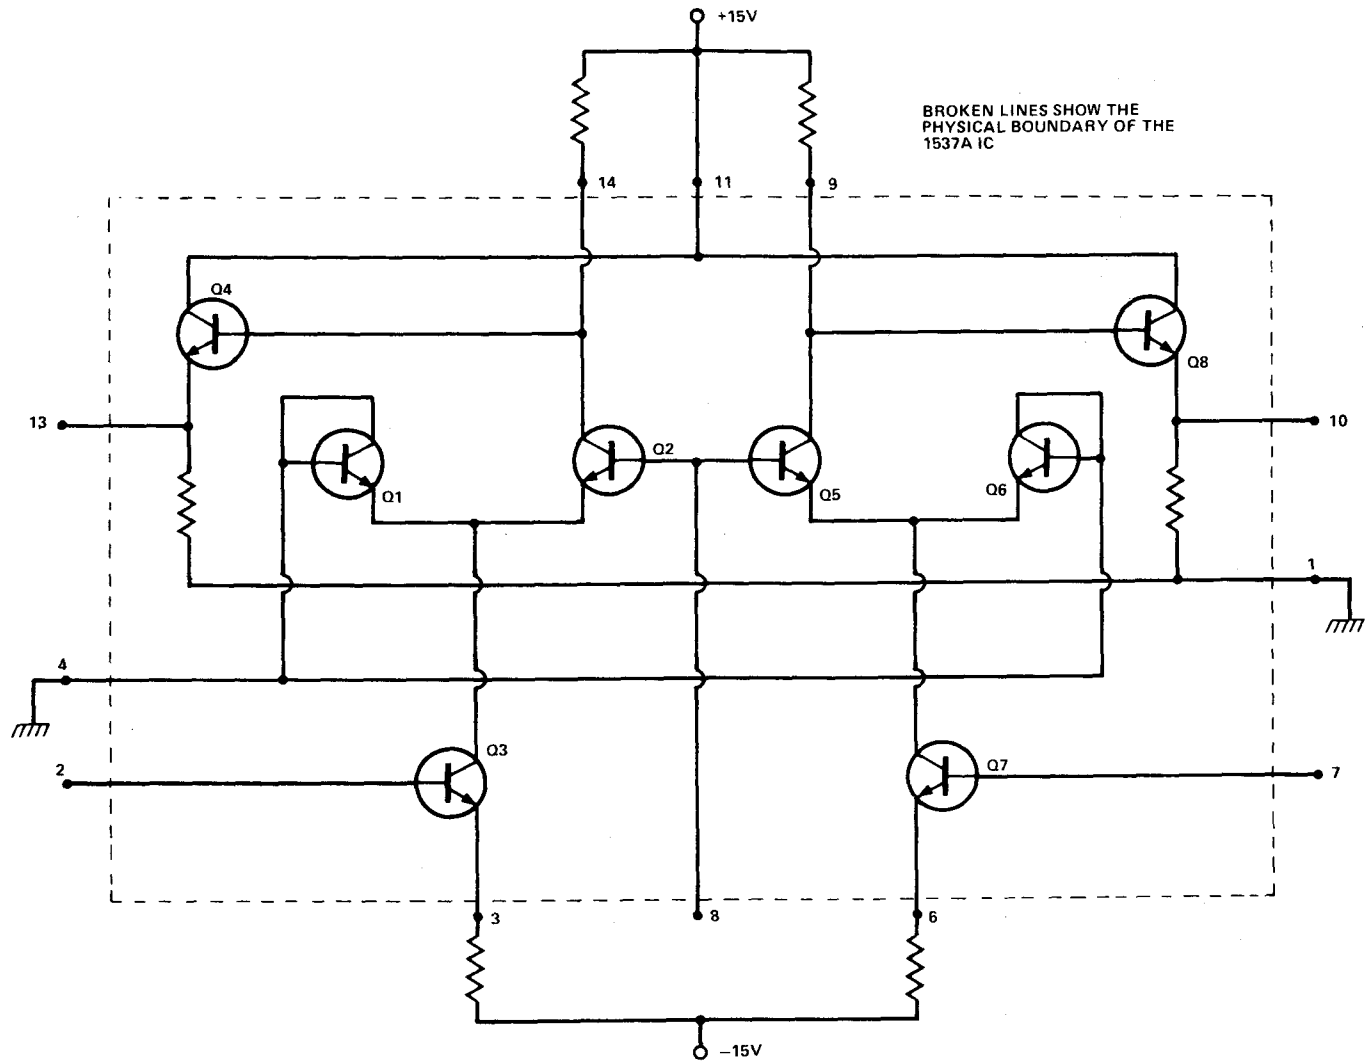 +15V
BROKEN LINES SHOW THE
PHYSICAL BOUNDARY OF THE
1537A IC
14
11
9
Q4
Q8
13
10
Q1
Q2
Q5
Q6
1
4
Q3
2
Q7
7
3
8
6
−15V